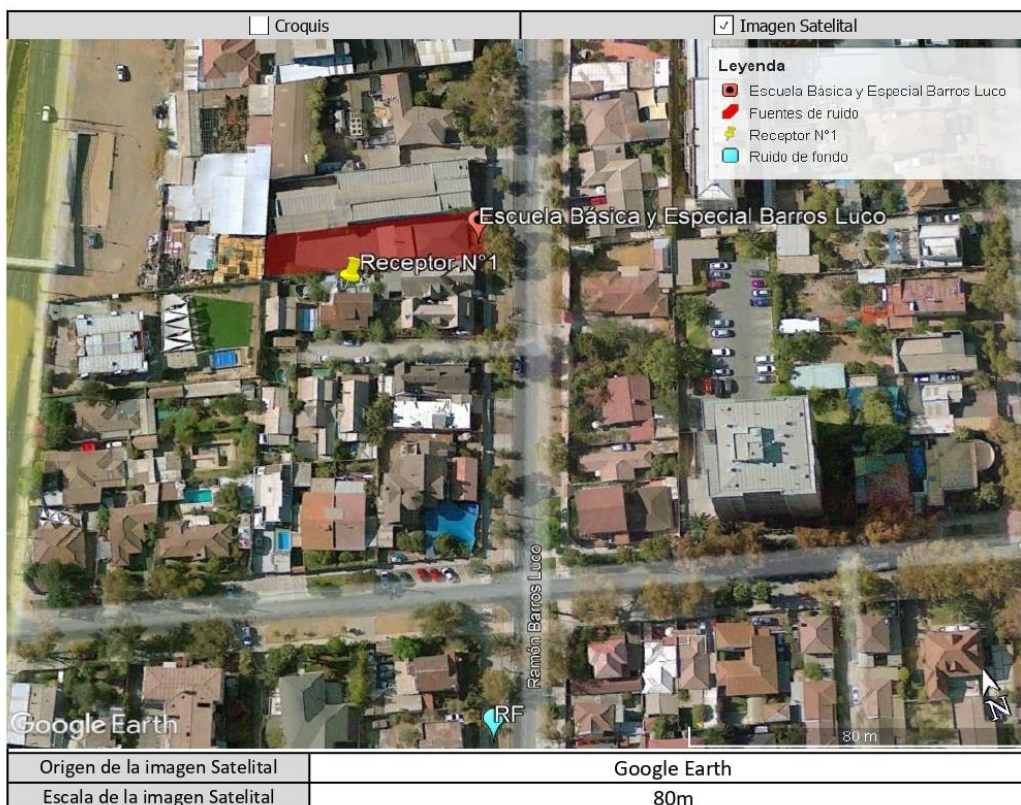 Croquis
Imagen Satelital
Leyenda
Escuela Básica y Especial Barros Luco
Fuentes de ruido
Receptor N°1
Ruido de fondo
Escuela Básica y Especial Barros Luco
Receptor N°1
Ramón Barros Luco
RF
N
Google Earth
80 m
Origen de la imagen Satelital
Google Earth
Escala de la imagen Satelital
80m